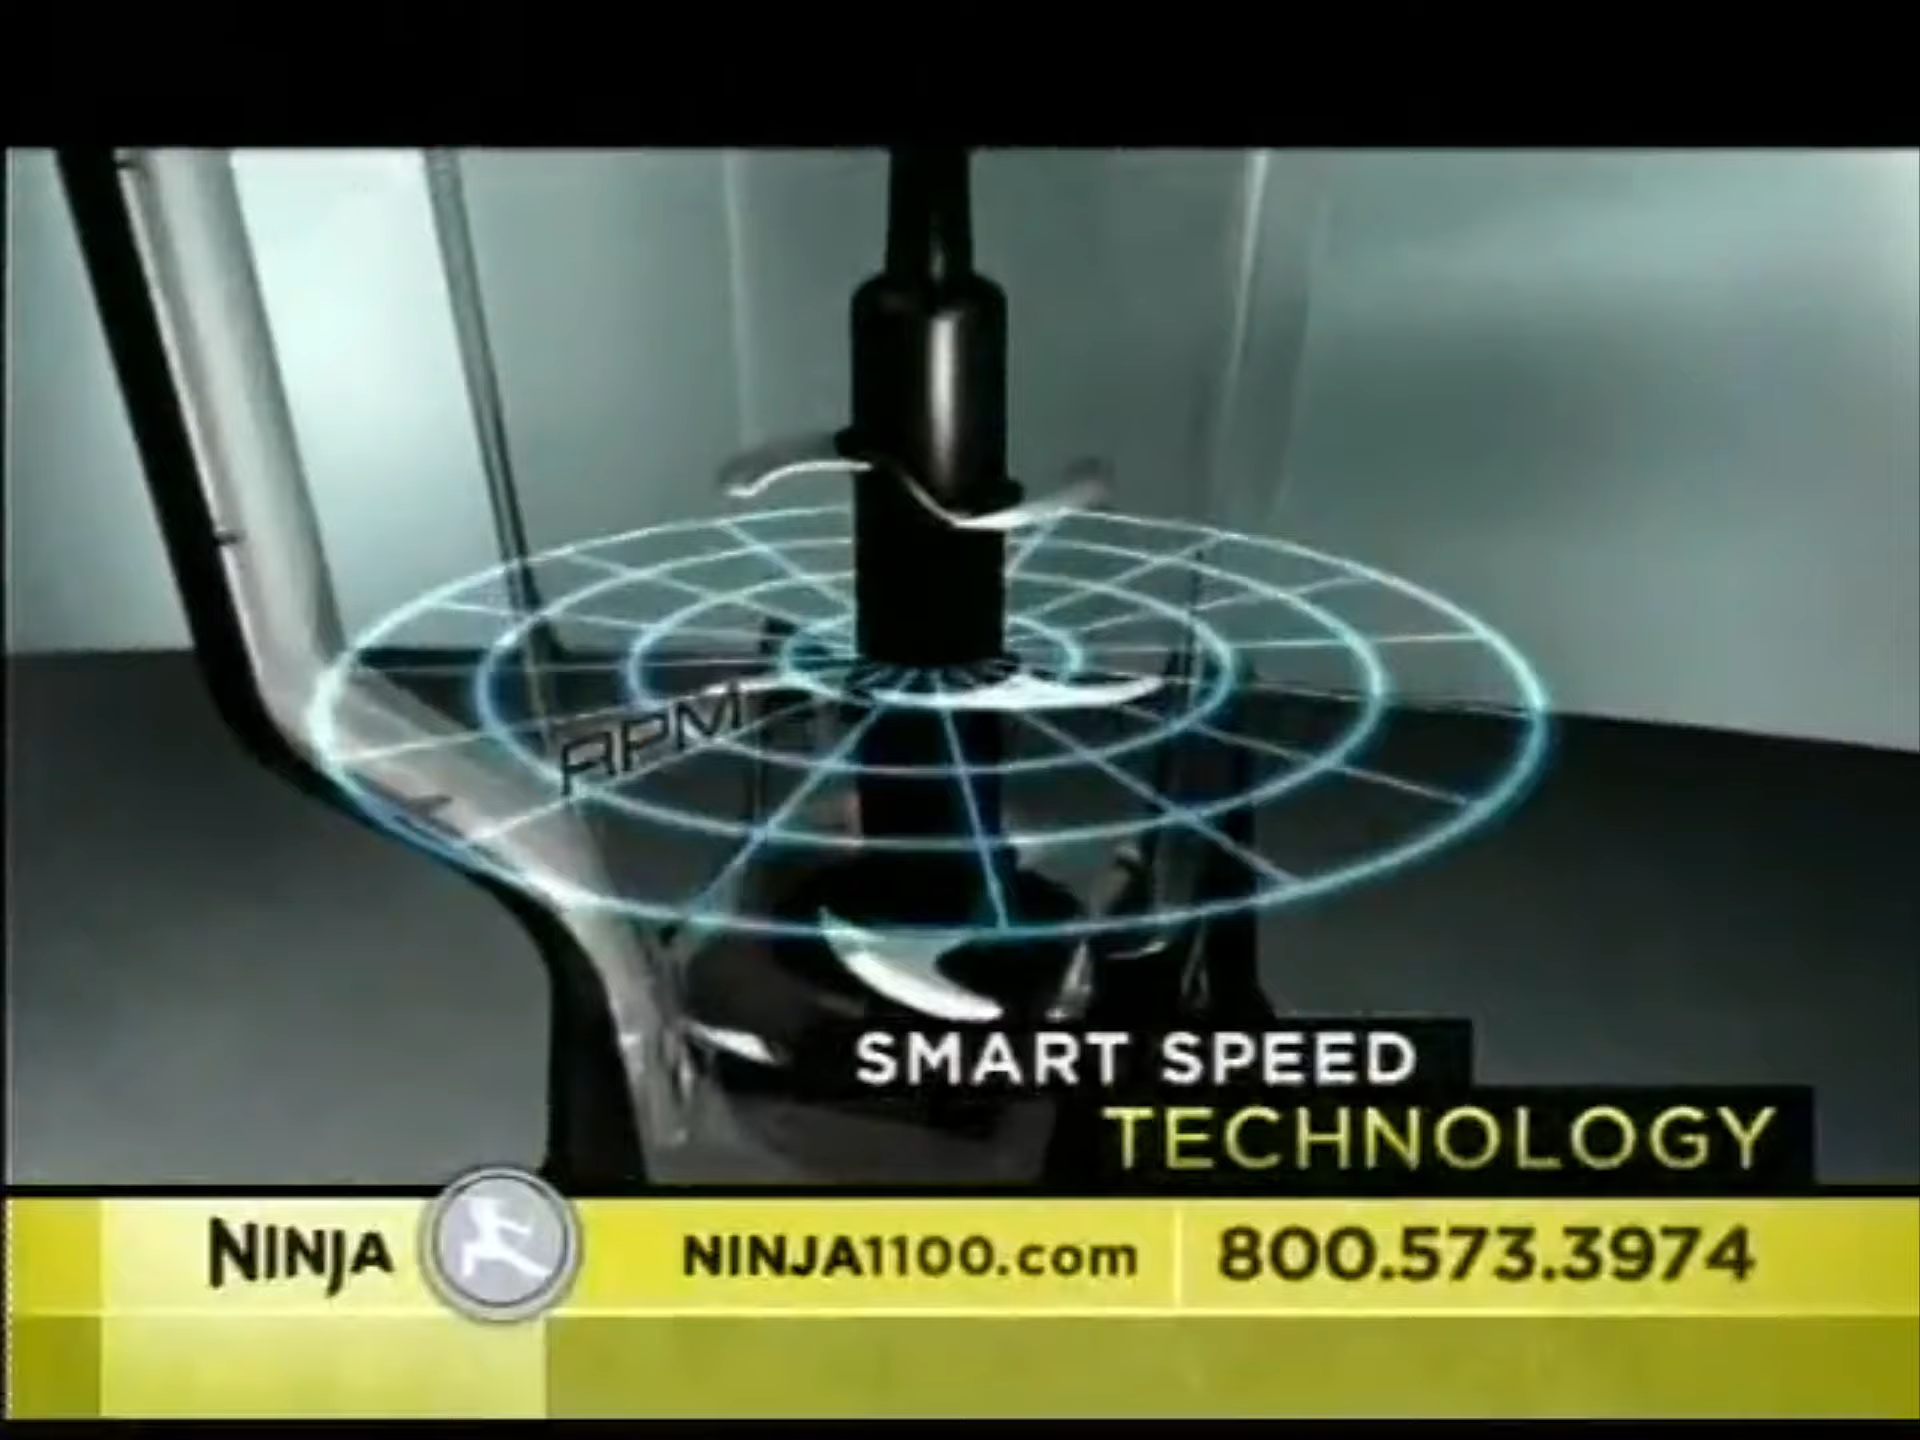 RPM
SMART SPEED
TECHNOLOGY
NINJA
NINJA1100.com
800.573.3974